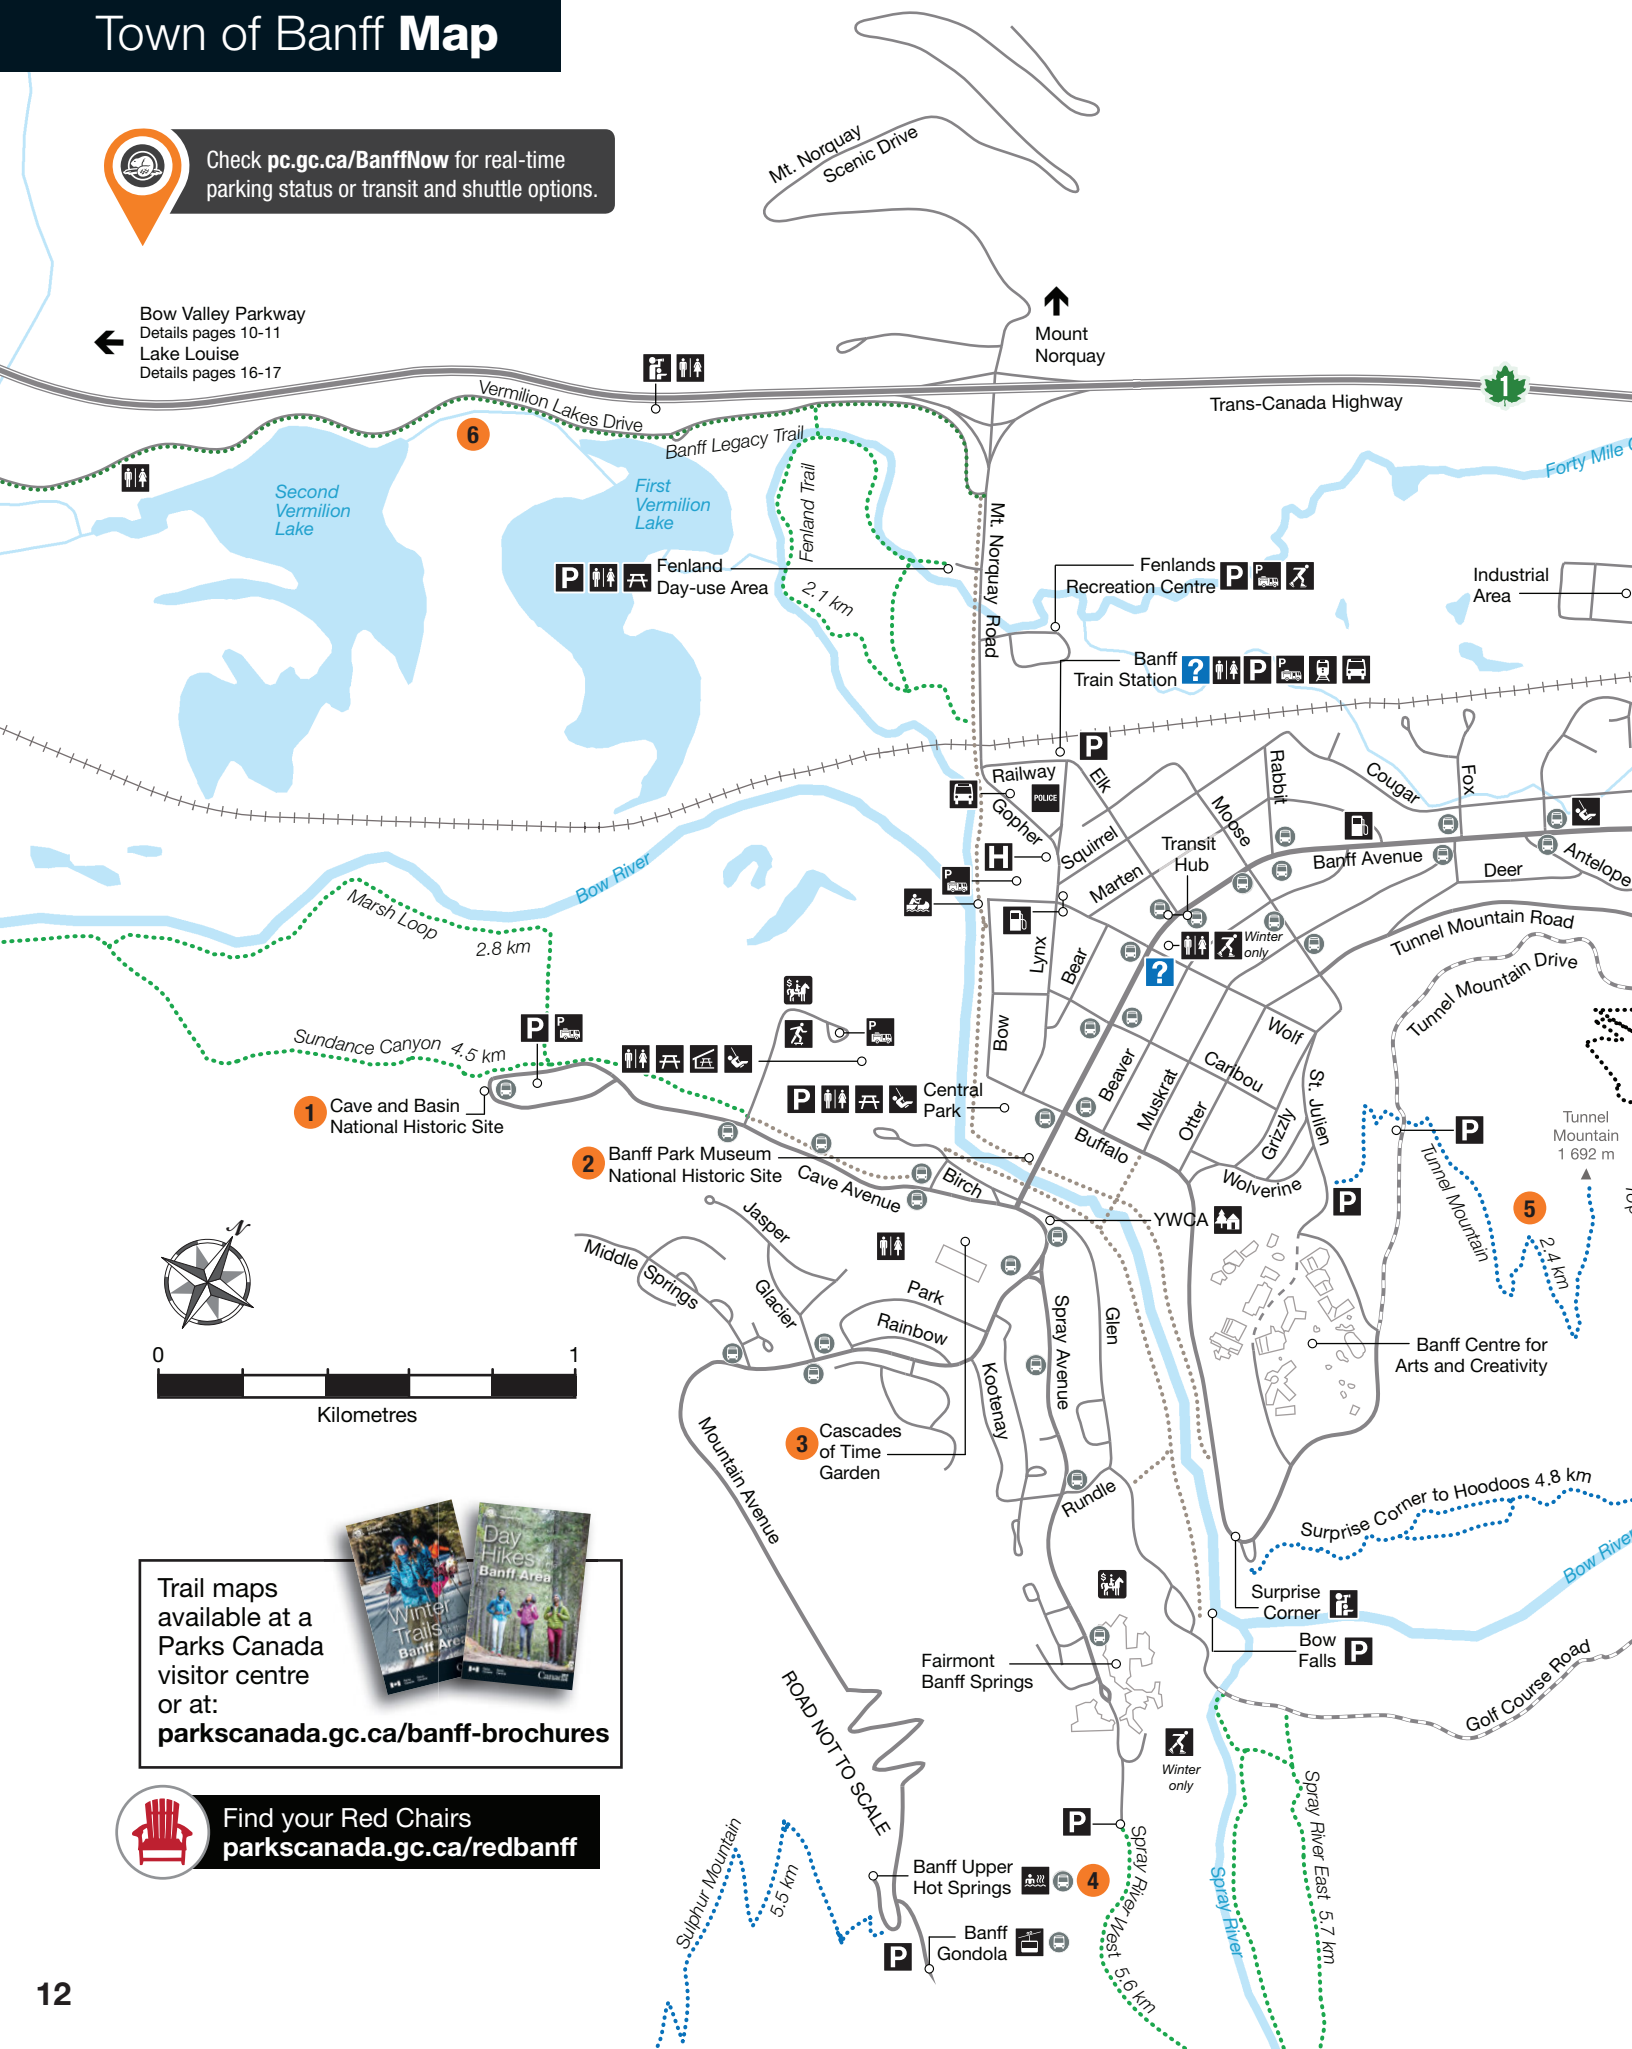 Town of Banff Map
Check pc.gc.ca/BanffNow for real-time
parking status or transit and shuttle options.
Mt. Norquay
Scenic Drive
Bow Valley Parkway
Details pages 10-11
Lake Louise
Details pages 16-17
Mount
Norquay
1
Trans-Canada Highway
Vermilion Lakes Drive
6
Banff Legacy Trail
Forty Mile
Second
Vermilion
Lake
First
Vermilion
Lake
Fenland Trail
2.1 km
Mt. Norquay Road
P
Fenland
Day-use Area
Fenlands
Recreation Centre
P
P
Industrial
Area
Banff
Train Station
?
P
P
P
Railway
Elk
POLICE
Gopher
Rabbit
Cougar
Fox
Moose
Squirrel
Transit
Hub
H
Marten
Banff Avenue
Deer
Antelope
P
Bow River
Marsh Loop
2.8 km
Tunnel Mountain Road
Tunnel Mountain Drive
Lynx
Bear
Winter
only
?
P
P
P
Sundance Canyon 4.5 km
Bow
Wolf
Caribou
Beaver
Muskrat
Otter
Grizzly
St. Julien
1
Cave and Basin
National Historic Site
P
Central
Park
Buffalo
P
Tunnel
Mountain
1 692 m
2
Banff Park Museum
National Historic Site
Cave Avenue
Birch
Wolverine
P
Tunnel Mountain
5
2.4 km
YWCA
Jasper
Middle Springs
Glacier
Park
Rainbow
Spray Avenue
Glen
Kootenay
N
0
1
Kilometres
Banff Centre for
Arts and Creativity
3
Cascades
of Time
Garden
Mountain Avenue
Rundle
Surprise Corner to Hoodoos 4.8 km
Bow River
Surprise
Corner
Bow
Falls
P
Golf Course Road
Fairmont
Banff Springs
ROAD NOT TO SCALE
Winter
only
Trail maps
available at a
Parks Canada
visitor centre
or at:
parkscanada.gc.ca/banff-brochures
Winter
Trails
Banff Area
Day
Hikes
Banff Area
Canada
Find your Red Chairs
parkscanada.gc.ca/redbanff
Sulphur Mountain
5.5 km
P
Banff Upper
Hot Springs
4
P
Banff
Gondola
Spray River West 5.6 km
Spray River
Spray River East 5.7 km
12